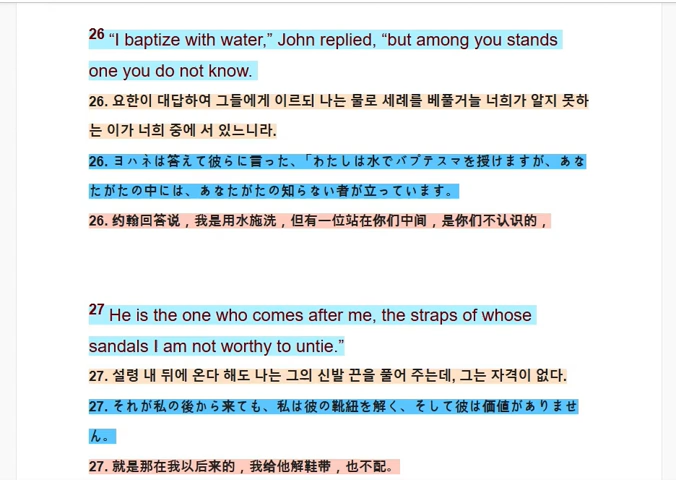 26 “I baptize with water,” John replied, “but among you stands
one you do not know.
26. 요한이 대답하여 그들에게 이르되 나는 물로 세례를 베풀거늘 너희가 알지 못하
는 이가 너희 중에 서 있느니라.
26. ヨハネは答えて彼らに言った、「わたしは水でバプテスマを授けますが、あな
たがたの中には、あなたがたの知らない者が立っています。
26. 约翰回答说，我是用水施洗，但有一位站在你们中间，是你们不认识的，
27 He is the one who comes after me, the straps of whose
sandals I am not worthy to untie.”
27. 설령 내 뒤에 온다 해도 나는 그의 신발 끈을 풀어 주는데, 그는 자격이 없다.
27. それが私の後から来ても、私は彼の靴紐を解く、そして彼は価値がありませ
ん。
27. 就是那在我以后来的，我给他解鞋带，也不配。